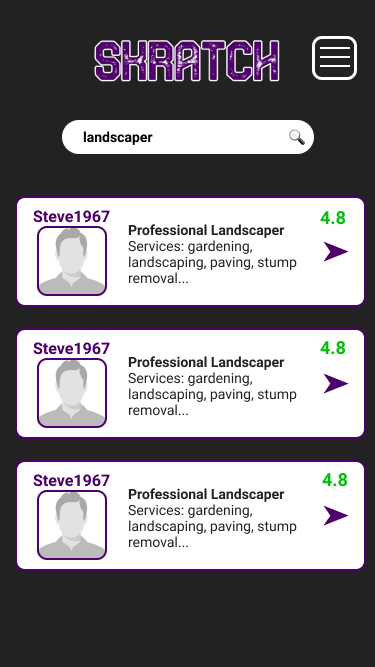 SHRATCH
landscaper
Steve1967
4.8
Professional Landscaper
Services: gardening,
landscaping, paving, stump
removal...
Steve1967
4.8
Professional Landscaper
Services: gardening,
landscaping, paving, stump
removal...
Steve1967
4.8
Professional Landscaper
Services: gardening,
landscaping, paving, stump
removal...